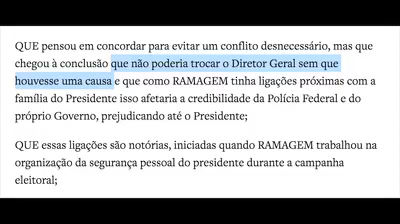 QUE pensou em concordar para evitar um conflito desnecessário, mas que
chegou à conclusão que não poderia trocar o Diretor Geral sem que
houvesse uma causa e que como RAMAGEM tinha ligações próximas com a
família do Presidente isso afetaria a credibilidade da Polícia Federal e do
próprio Governo, prejudicando até o Presidente;
QUE essas ligações são notórias, iniciadas quando RAMAGEM trabalhou na
organização da segurança pessoal do presidente durante a campanha
eleitoral;